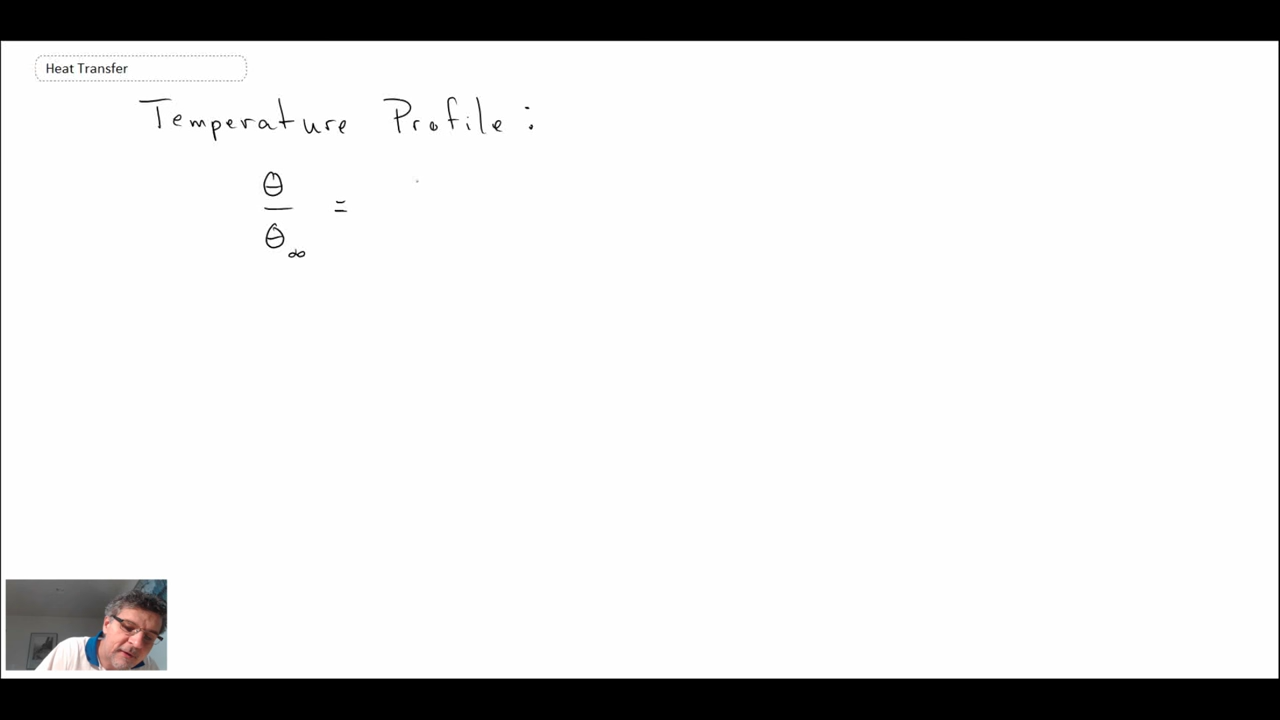 Heat Transfer
Temperature Profile:
θ
— =
θ∞